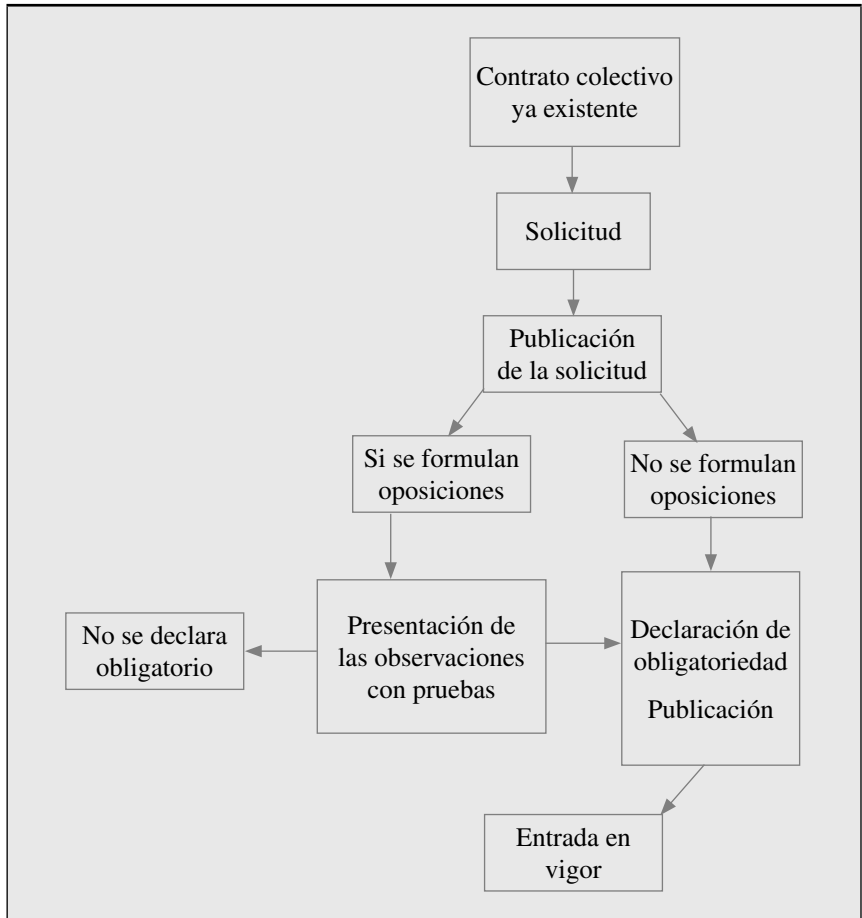 Contrato colectivo
ya existente
Solicitud
Publicación
de la solicitud
Si se formulan
oposiciones
No se formulan
oposiciones
No se declara
obligatorio
Presentación de
las observaciones
con pruebas
Declaración de
obligatoriedad
Publicación
Entrada en
vigor